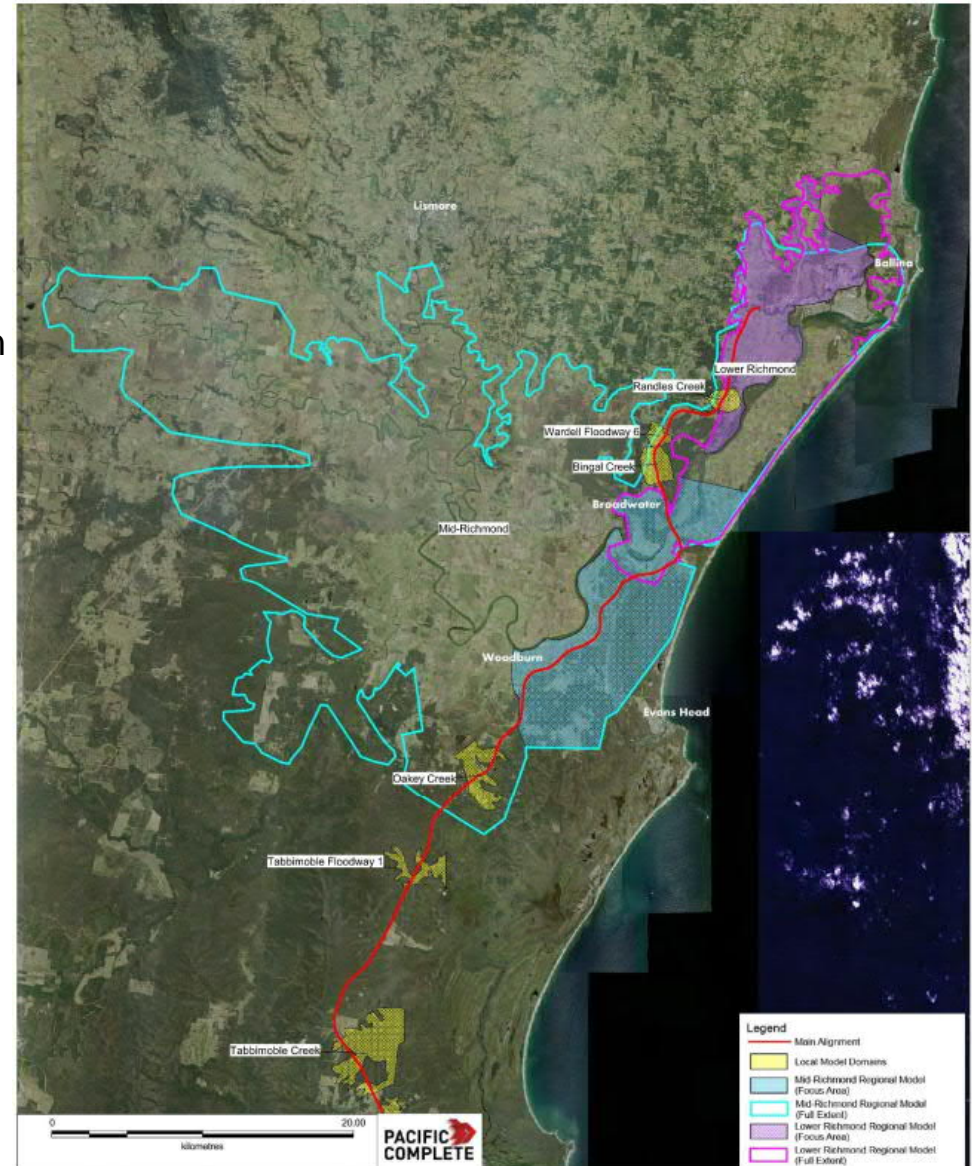 n
Lismore
Ballina
Lower Richmond
Randles Creek
Wardell Floodway 6
Bingal Creek
Broadwater
Mid-Richmond
Woodburn
Evans Head
Oakey Creek
Tabbimoble Floodway 1
Tabbimoble Creek
Legend
Main Alignment
Local Model Domains
Mid-Richmond Regional Model
(Focus Area)
Mid-Richmond Regional Model
(Full Extent)
Lower Richmond Regional Model
(Focus Area)
Lower Richmond Regional Model
(Full Extent)
0 20.00
kilometres
PACIFIC
COMPLETE